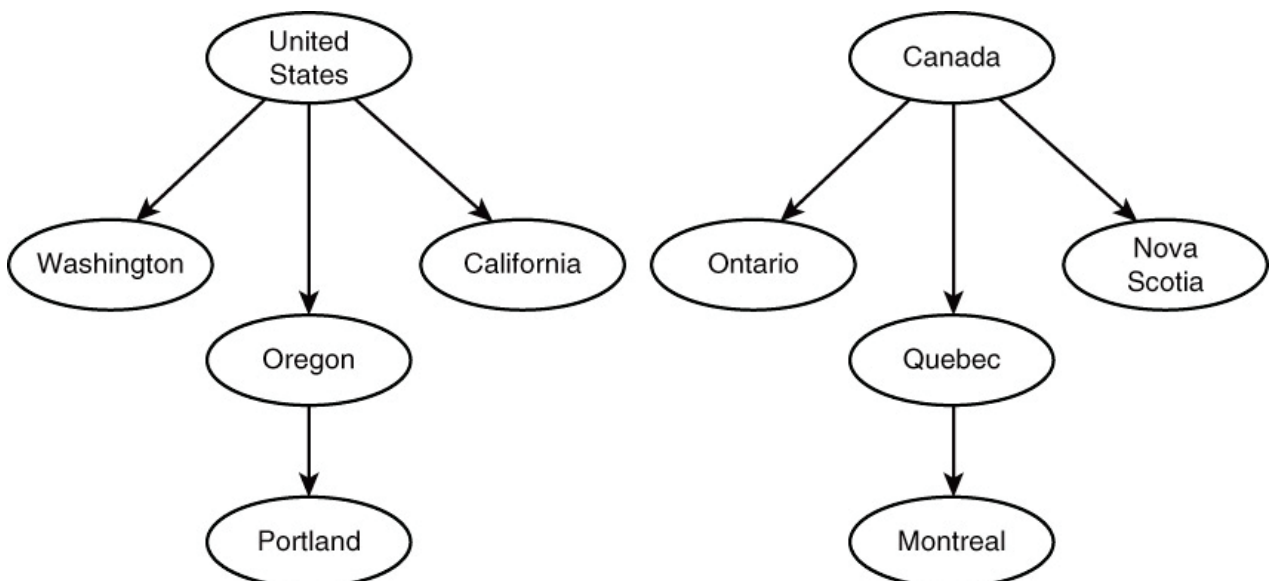 United
States
Canada
Washington
California
Ontario
Nova
Scotia
Oregon
Quebec
Portland
Montreal